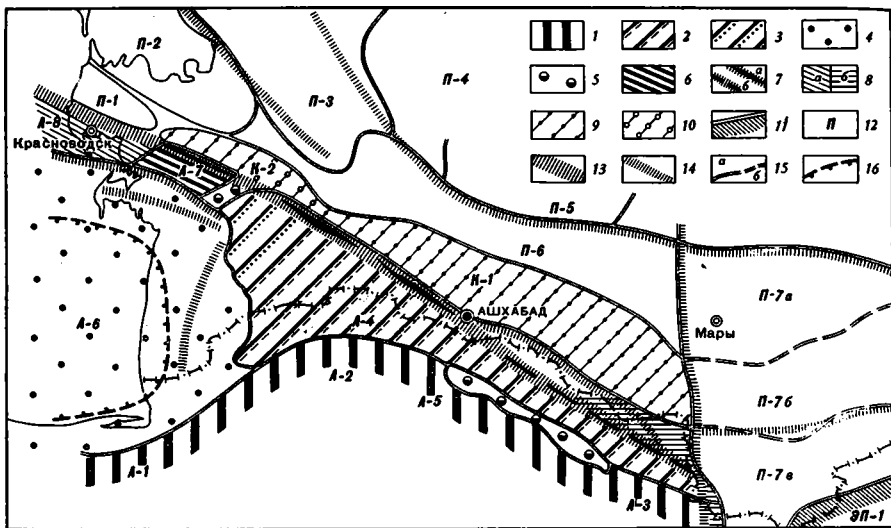 П-2
1 2 3 4
П-4
П-3
5 6 7 а б 8 а б
П-1
А-8
9 10 11 12 П
Красноводск
А-7
К-2
13 14 15 а б 16
П-5
П-6
К-1
П-7а
АШХАБАД
Мары
А-6
А-4
А-2
П-7б
А-5
А-1
П-7в
А-3
ЭП-1